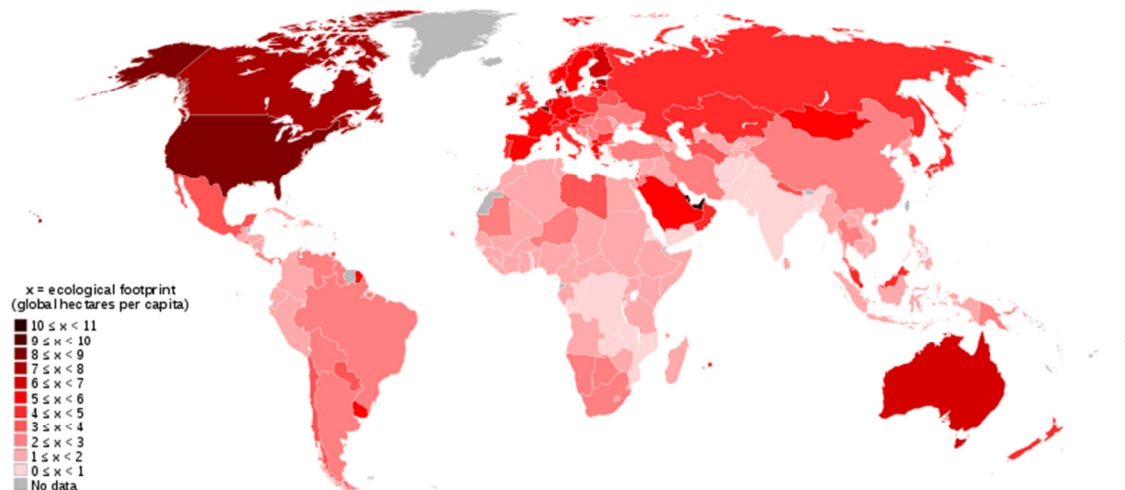 x = ecological footprint
(global hectares per capita)
10 ≤ x < 11
9 ≤ x < 10
8 ≤ x < 9
7 ≤ x < 8
6 ≤ x < 7
5 ≤ x < 6
4 ≤ x < 5
3 ≤ x < 4
2 ≤ x < 3
1 ≤ x < 2
0 ≤ x < 1
No data